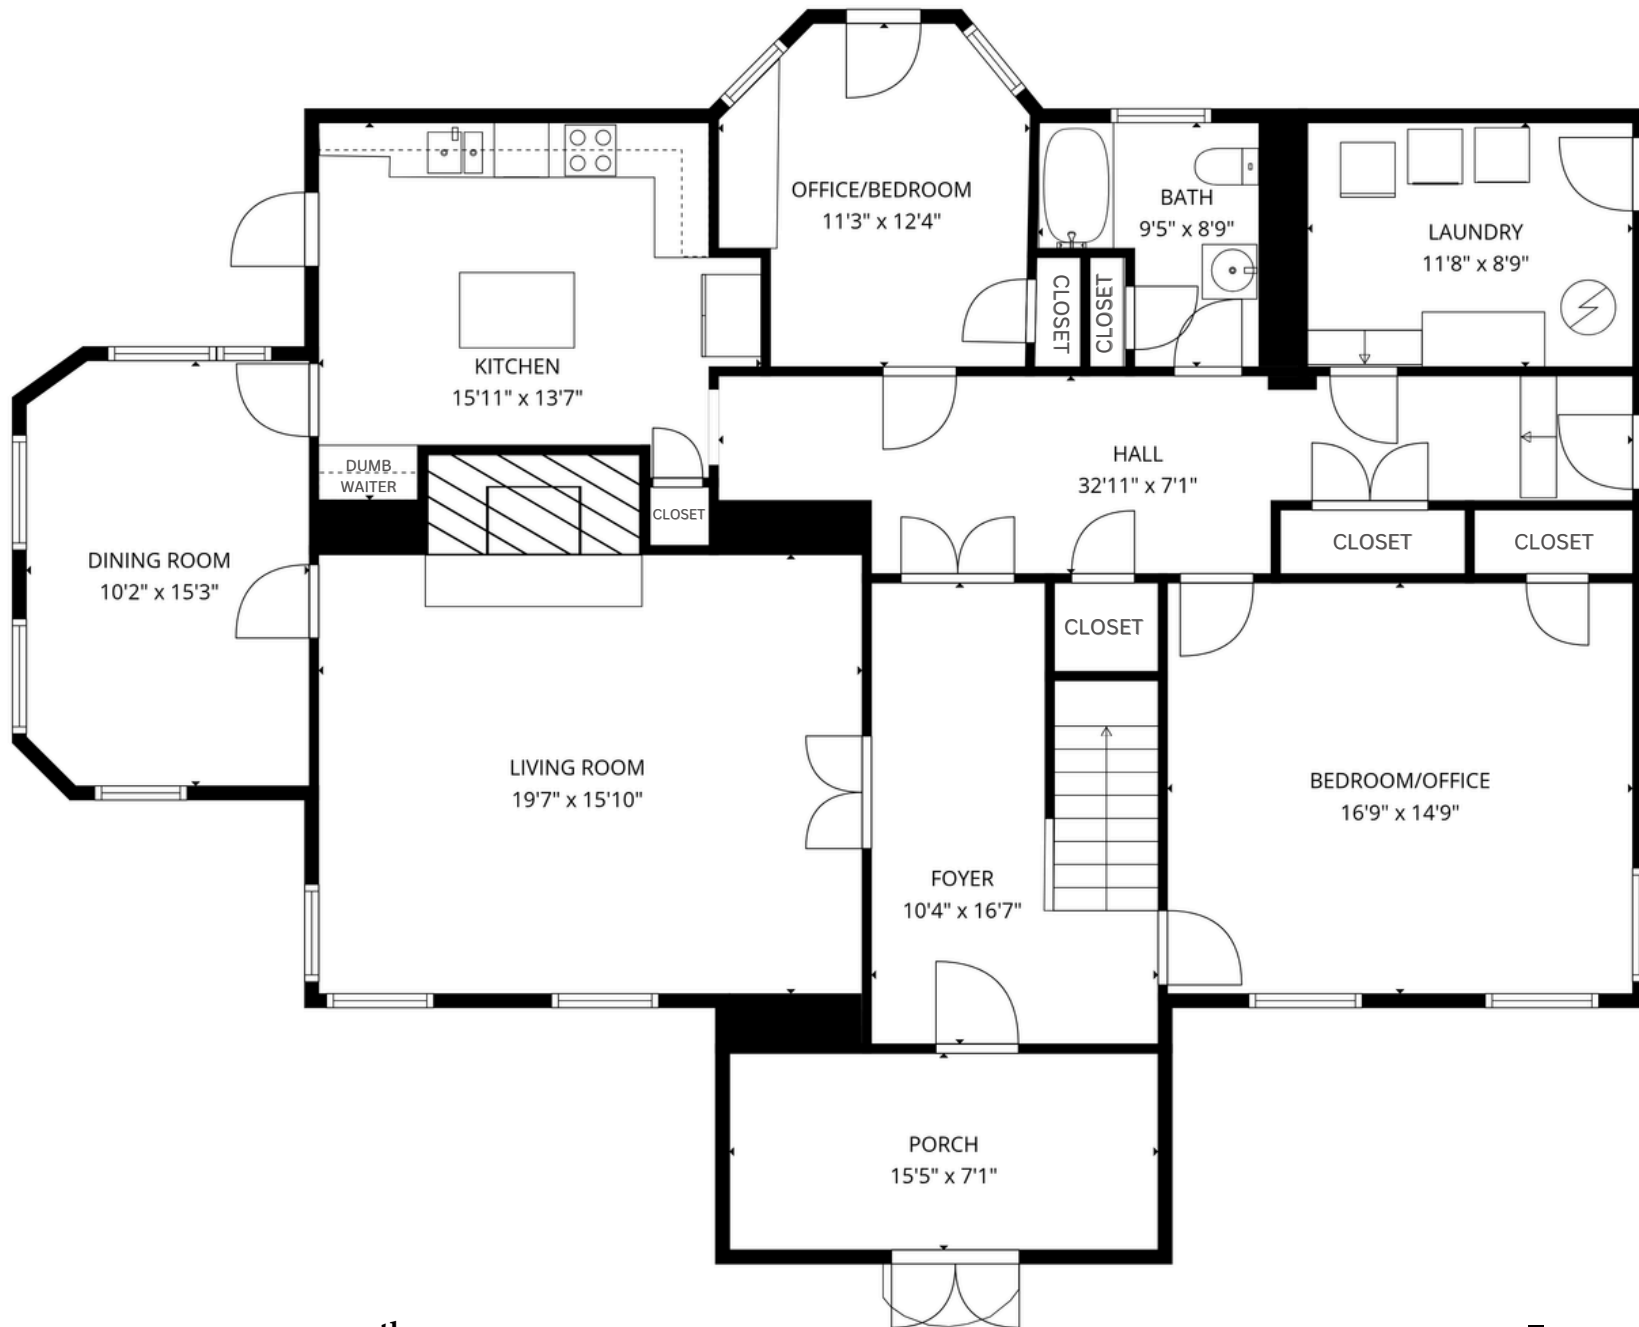 OFFICE/BEDROOM
11'3" x 12'4"
BATH
9'5" x 8'9"
LAUNDRY
11'8" x 8'9"
CLOSET
CLOSET
KITCHEN
15'11" x 13'7"
DUMB
WAITER
CLOSET
HALL
32'11" x 7'1"
CLOSET
CLOSET
DINING ROOM
10'2" x 15'3"
CLOSET
LIVING ROOM
19'7" x 15'10"
BEDROOM/OFFICE
16'9" x 14'9"
FOYER
10'4" x 16'7"
PORCH
15'5" x 7'1"